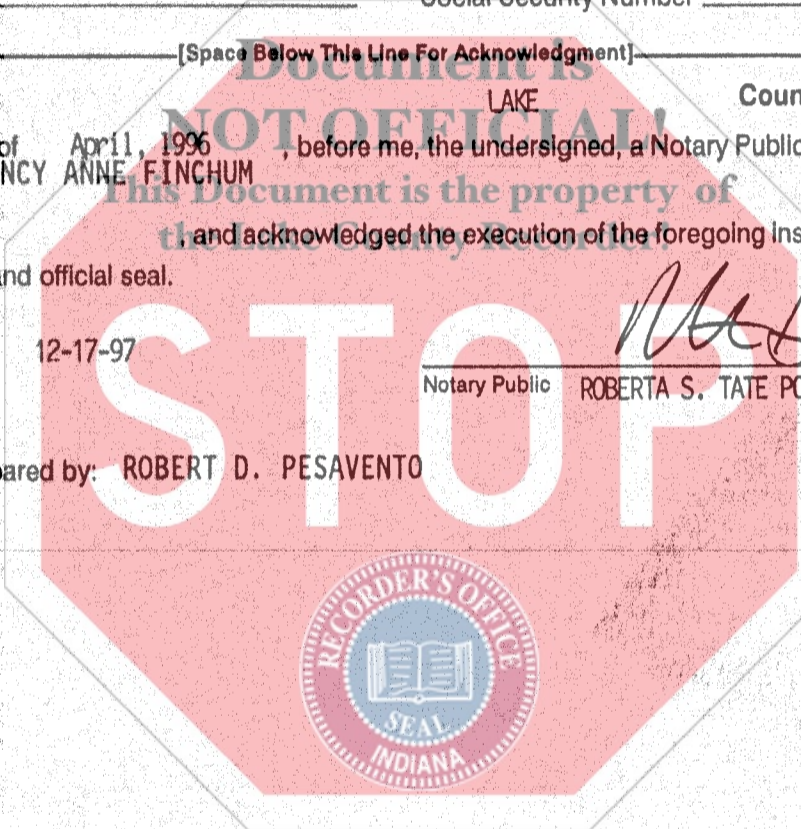 Social Security Number
[Space Below This Line For Acknowledgment]
Document is
LAKE Coun
NOT OFFICIAL!
of April, 1996 , before me, the undersigned, a Notary Public
NCY ANNE FINCHUM
This Document is the property of
the Lake County Recorder!
, and acknowledged the execution of the foregoing ins
nd official seal.
STOP
12-17-97
Notary Public ROBERTA S. TATE PO
ared by: ROBERT D. PESAVENTO
RECORDER'S OFFICE
SEAL
INDIANA